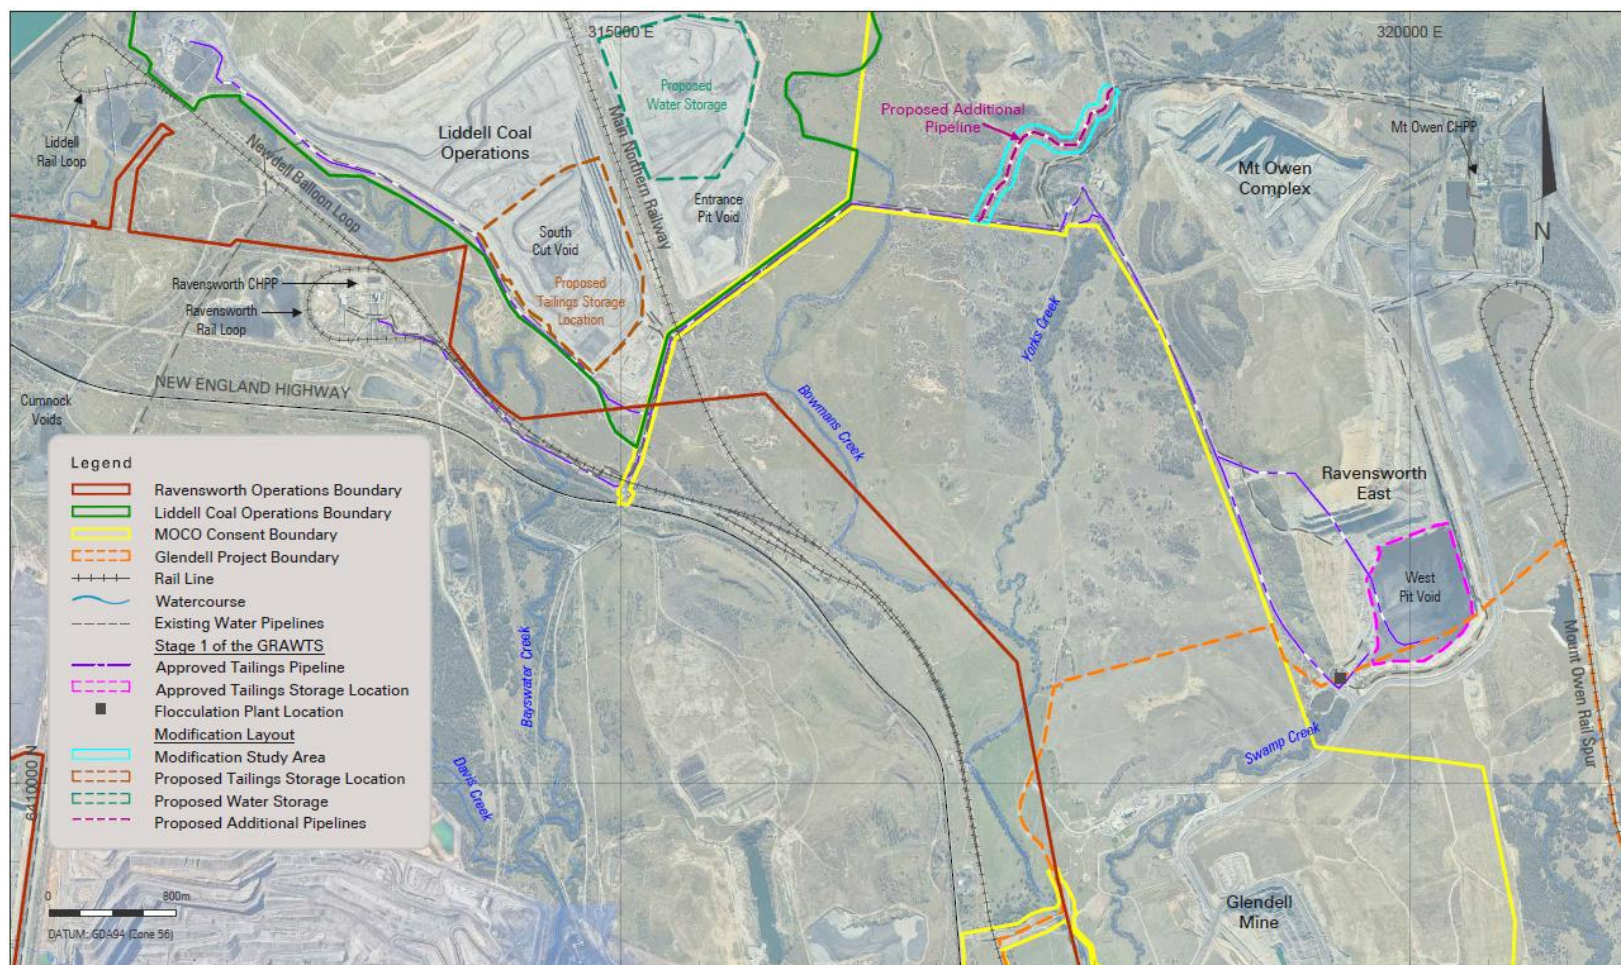 315000 E
320000 E
Liddell
Rail Loop
Newdell Balloon Loop
Liddell Coal
Operations
Main Northern Railway
Proposed
Water Storage
Entrance
Pit Void
South
Cut Void
Proposed
Tailings Storage
Location
Proposed Additional
Pipeline
Mt Owen
Complex
Mt Owen CHPP
N
Ravensworth CHPP
Ravensworth
Rail Loop
NEW ENGLAND HIGHWAY
Cumnock
Voids
Yorks Creek
Bowmans Creek
Ravensworth
East
West
Pit Void
Mount Owen Rail Spur
Swamp Creek
Bayswater Creek
Davis Creek
Glendell
Mine
6410000 N
Legend
Ravensworth Operations Boundary
Liddell Coal Operations Boundary
MOCO Consent Boundary
Glendell Project Boundary
Rail Line
Watercourse
Existing Water Pipelines
Stage 1 of the GRAWTS
Approved Tailings Pipeline
Approved Tailings Storage Location
Flocculation Plant Location
Modification Layout
Modification Study Area
Proposed Tailings Storage Location
Proposed Water Storage
Proposed Additional Pipelines
0 800m
DATUM: GDA94 (Zone 56)